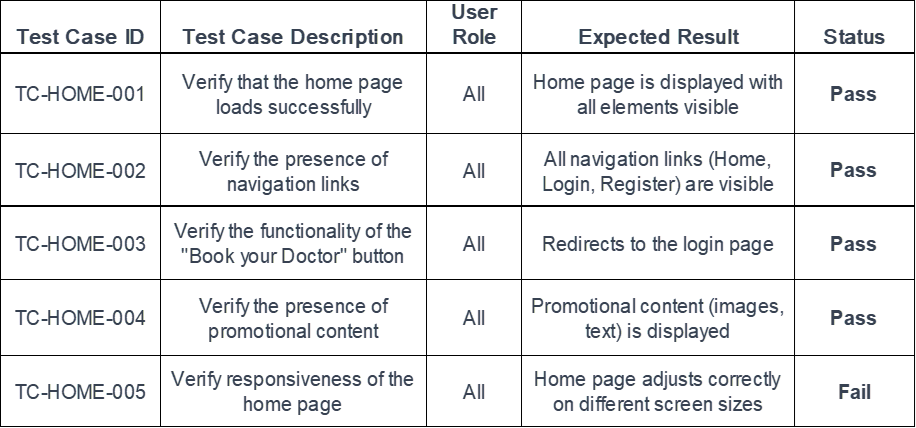 Test Case ID Test Case Description User Role Expected Result Status
TC-HOME-001 Verify that the home page loads successfully All Home page is displayed with all elements visible Pass
TC-HOME-002 Verify the presence of navigation links All All navigation links (Home, Login, Register) are visible Pass
TC-HOME-003 Verify the functionality of the "Book your Doctor" button All Redirects to the login page Pass
TC-HOME-004 Verify the presence of promotional content All Promotional content (images, text) is displayed Pass
TC-HOME-005 Verify responsiveness of the home page All Home page adjusts correctly on different screen sizes Fail